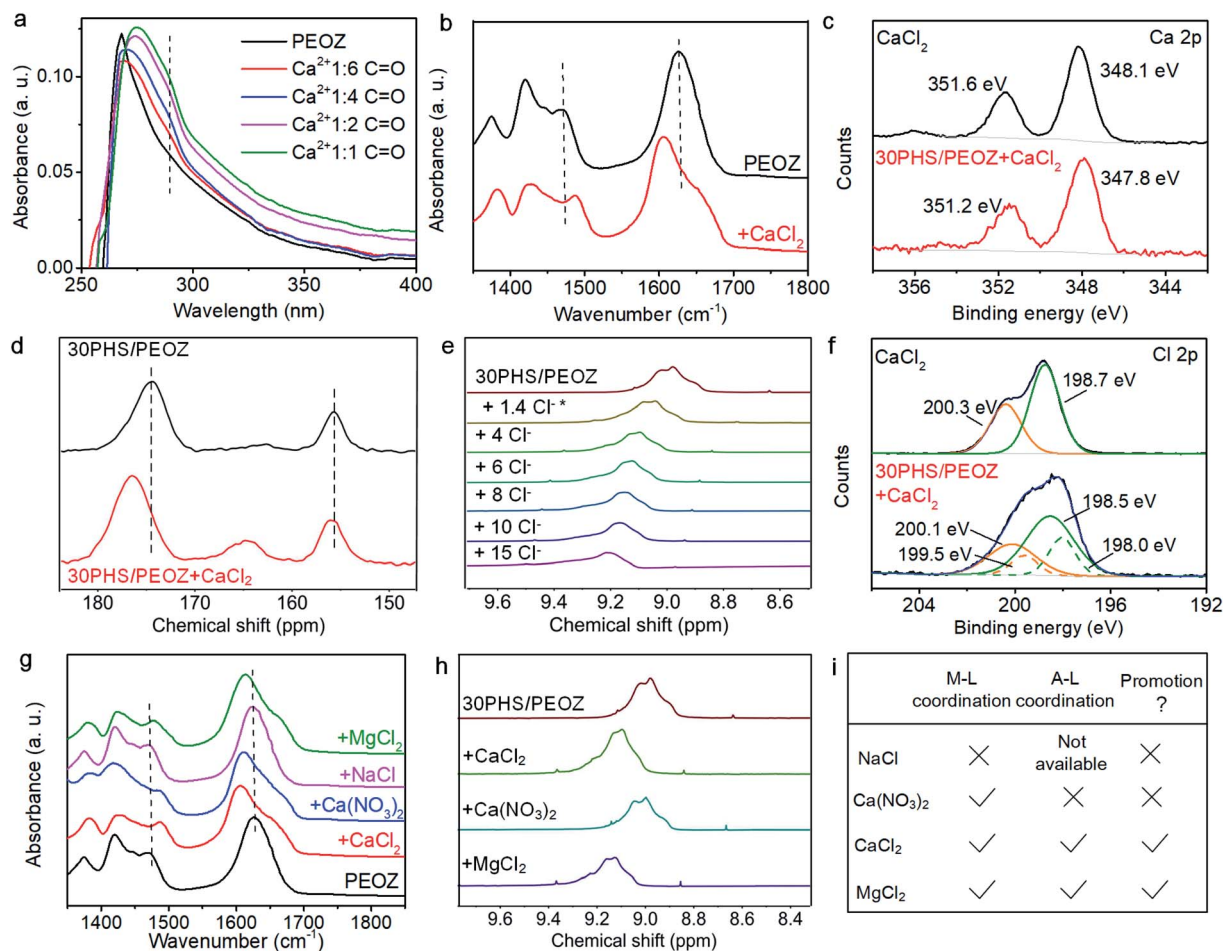 a
PEOZ
Ca²⁺1:6 C=O
Ca²⁺1:4 C=O
Ca²⁺1:2 C=O
Ca²⁺1:1 C=O
0.10
0.05
0.00
Absorbance (a. u.)
250 300 350 400
Wavelength (nm)
b
PEOZ
+CaCl₂
Absorbance (a. u.)
1400 1500 1600 1700 1800
Wavenumber (cm⁻¹)
c
CaCl₂
Ca 2p
351.6 eV
348.1 eV
30PHS/PEOZ+CaCl₂
351.2 eV
347.8 eV
Counts
356 352 348 344
Binding energy (eV)
d
30PHS/PEOZ
30PHS/PEOZ+CaCl₂
180 170 160 150
Chemical shift (ppm)
e
30PHS/PEOZ
+ 1.4 Cl⁻ *
+ 4 Cl⁻
+ 6 Cl⁻
+ 8 Cl⁻
+ 10 Cl⁻
+ 15 Cl⁻
9.6 9.4 9.2 9.0 8.8 8.6
Chemical shift (ppm)
f
CaCl₂
Cl 2p
200.3 eV
198.7 eV
30PHS/PEOZ
+CaCl₂
200.1 eV
199.5 eV
198.5 eV
198.0 eV
Counts
204 200 196 192
Binding energy (eV)
g
+MgCl₂
+NaCl
+Ca(NO₃)₂
+CaCl₂
PEOZ
Absorbance (a. u.)
1400 1500 1600 1700 1800
Wavenumber (cm⁻¹)
h
30PHS/PEOZ
+CaCl₂
+Ca(NO₃)₂
+MgCl₂
9.6 9.4 9.2 9.0 8.8 8.6 8.4
Chemical shift (ppm)
i
M-L coordination
A-L coordination
Promotion ?
NaCl
Not available
Ca(NO₃)₂
CaCl₂
MgCl₂